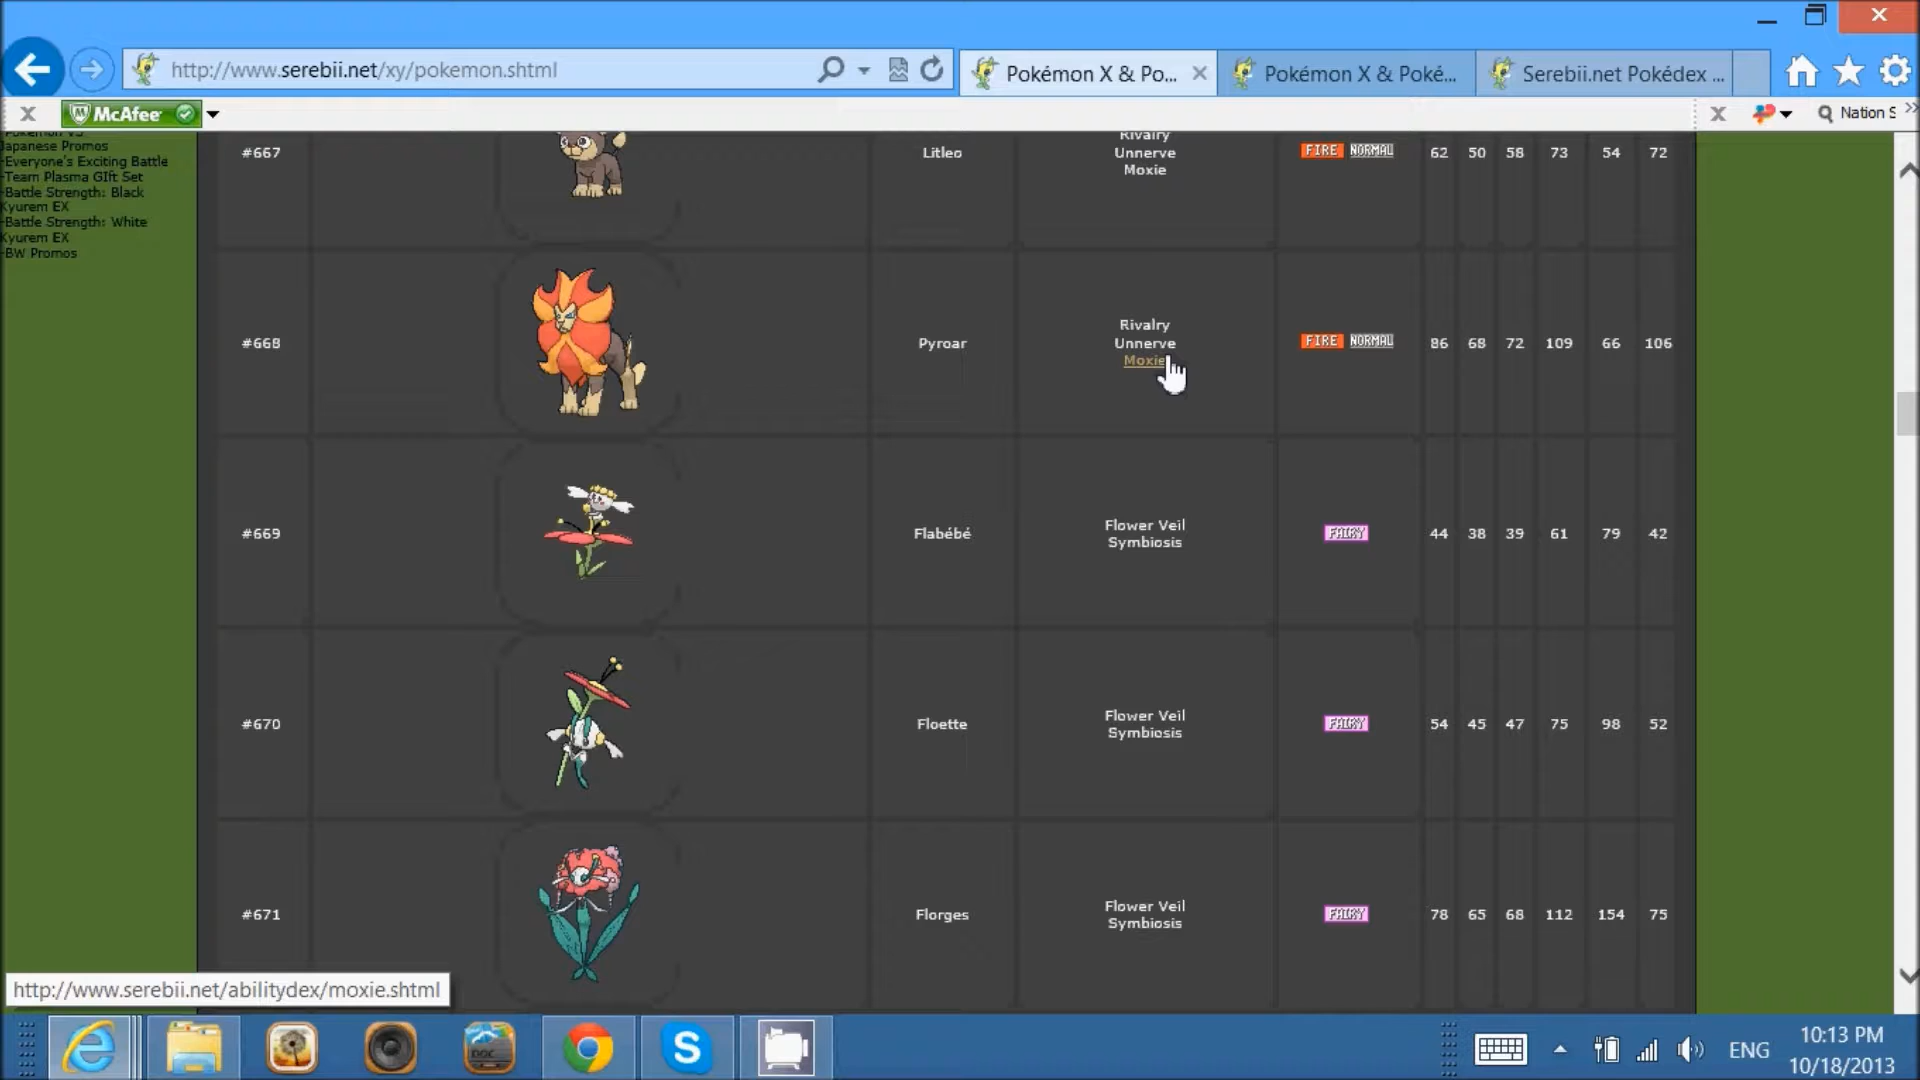 http://www.serebii.net/xy/pokemon.shtml
Pokémon X & Po...
Pokémon X & Poké...
Serebii.net Pokédex ...
McAfee
Nation S
-Pokémon VS
Japanese Promos
-Everyone's Exciting Battle
-Team Plasma GIft Set
-Battle Strength: Black
Kyurem EX
-Battle Strength: White
Kyurem EX
-BW Promos
#667 Litleo Rivalry Unnerve Moxie FIRE NORMAL 62 50 58 73 54 72
#668 Pyroar Rivalry Unnerve Moxie FIRE NORMAL 86 68 72 109 66 106
#669 Flabébé Flower Veil Symbiosis FAIRY 44 38 39 61 79 42
#670 Floette Flower Veil Symbiosis FAIRY 54 45 47 75 98 52
#671 Florges Flower Veil Symbiosis FAIRY 78 65 68 112 154 75
http://www.serebii.net/abilitydex/moxie.shtml
DOC
ENG
10:13 PM
10/18/2013